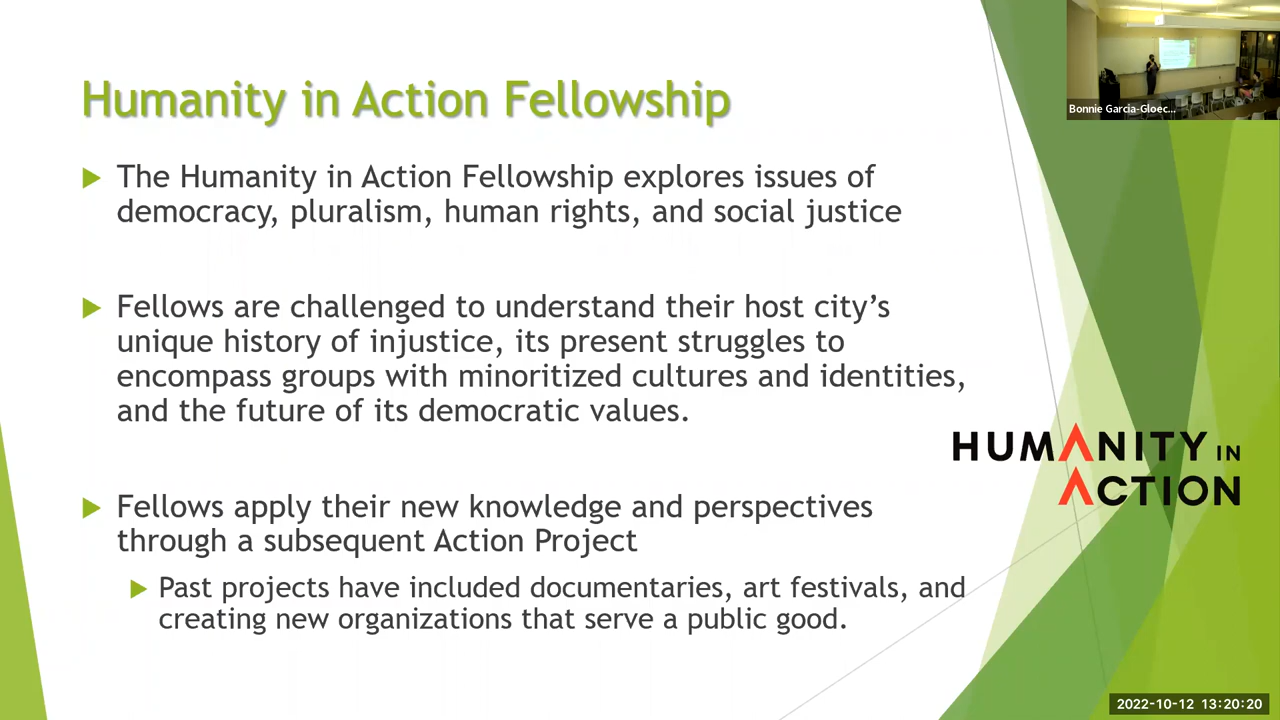 Humanity in Action Fellowship
The Humanity in Action Fellowship explores issues of
democracy, pluralism, human rights, and social justice
Fellows are challenged to understand their host city’s
unique history of injustice, its present struggles to
encompass groups with minoritized cultures and identities,
and the future of its democratic values.
Fellows apply their new knowledge and perspectives
through a subsequent Action Project
Past projects have included documentaries, art festivals, and
creating new organizations that serve a public good.
HUMANITY IN
ACTION
Bonnie Garcia-Gloec...
2022-10-12 13:20:20